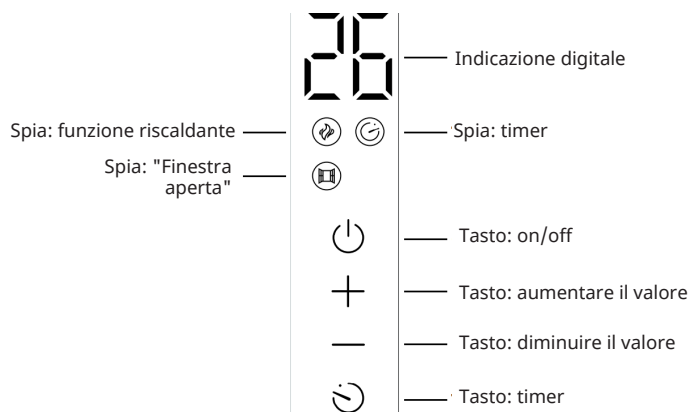 26
Indicazione digitale
Spia: funzione riscaldante
Spia: timer
Spia: "Finestra
aperta"
Tasto: on/off
Tasto: aumentare il valore
Tasto: diminuire il valore
Tasto: timer